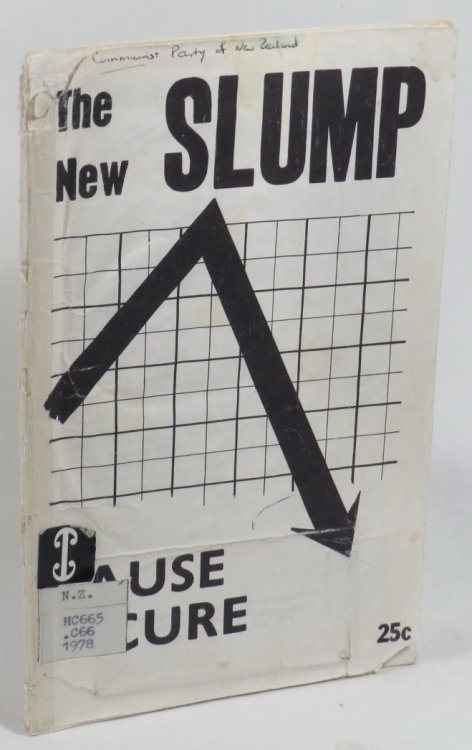 Communist Party of New Zealand
The New SLUMP
AUSE
CURE
25c
N.Z.
HC665
.C66
1978